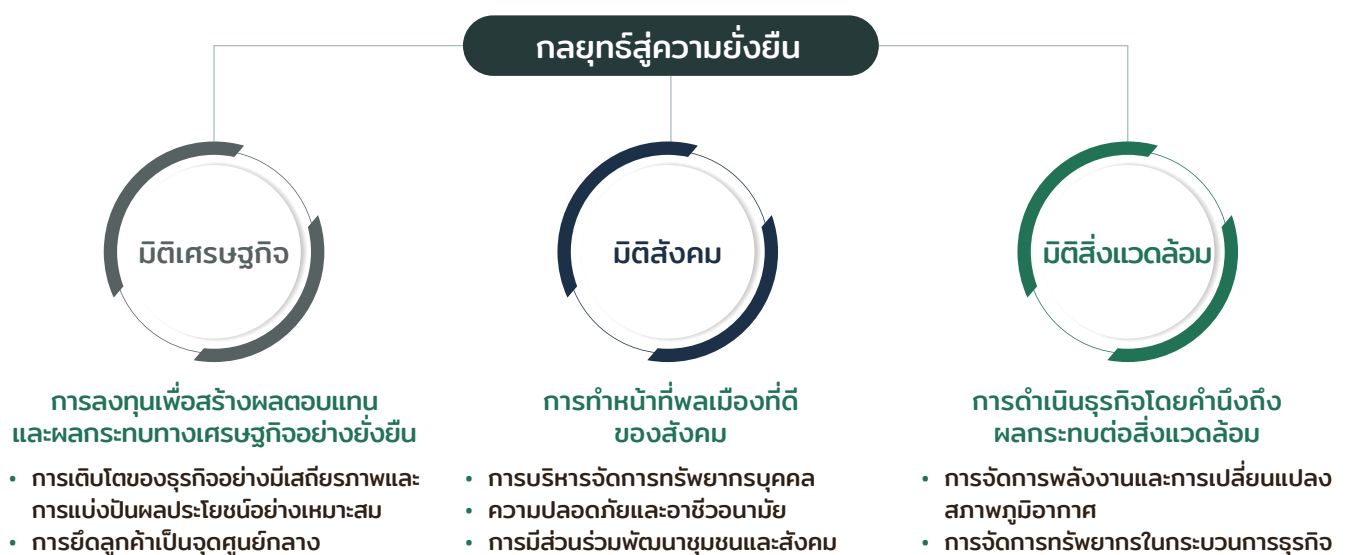 กลยุทธ์สู่ความยั่งยืน
มิติเศรษฐกิจ
การลงทุนเพื่อสร้างผลตอบแทน
และผลกระทบทางเศรษฐกิจอย่างยั่งยืน
• การเติบโตของธุรกิจอย่างมีเสถียรภาพและ
การแบ่งปันผลประโยชน์อย่างเหมาะสม
• การยึดลูกค้าเป็นจุดศูนย์กลาง
มิติสังคม
การทำหน้าที่พลเมืองที่ดี
ของสังคม
• การบริหารจัดการทรัพยากรบุคคล
• ความปลอดภัยและอาชีวอนามัย
• การมีส่วนร่วมพัฒนาชุมชนและสังคม
มิติสิ่งแวดล้อม
การดำเนินธุรกิจโดยคำนึงถึง
ผลกระทบต่อสิ่งแวดล้อม
• การจัดการพลังงานและการเปลี่ยนแปลง
สภาพภูมิอากาศ
• การจัดการทรัพยากรในกระบวนการธุรกิจ